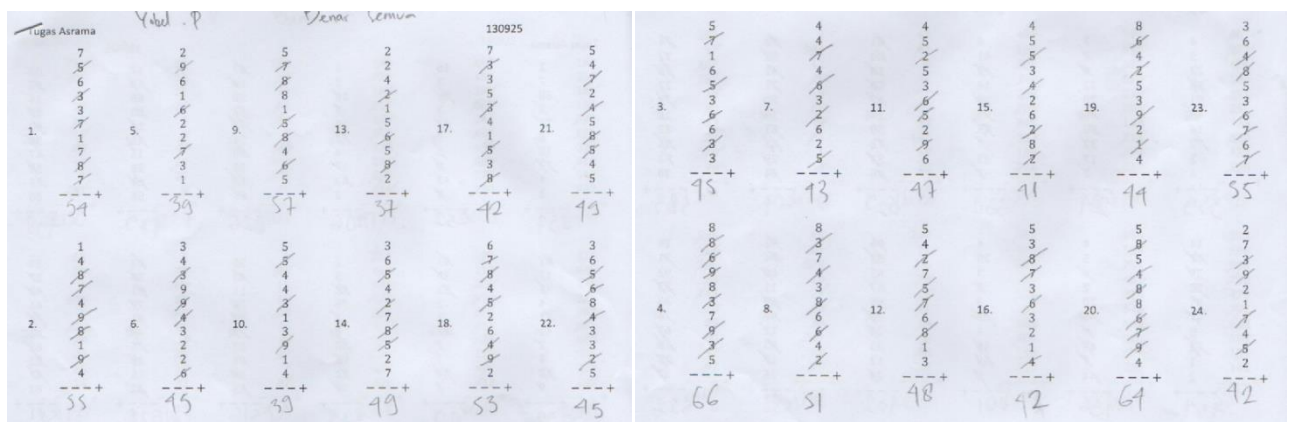 Yobel . P Benar Semua
Tugas Asrama 130925
7 2 5 2 7 5
5 9 7 2 3 4
6 6 8 4 3 7
3 1 8 2 5 2
3 6 1 1 3 4
1. 7 5. 2 9. 5 13. 5 17. 4 21. 5
1 2 8 6 1 8
7 7 4 5 5 5
8 3 6 8 3 4
7 1 5 2 8 5
-----+ -----+ -----+ -----+ -----+ -----+
54 39 57 37 42 49
1 3 5 3 6 3
4 4 5 6 7 6
8 3 4 5 8 5
7 9 4 4 4 6
4 9 3 2 5 8
2. 9 6. 4 10. 1 14. 7 18. 2 22. 4
8 3 3 8 6 3
1 2 9 5 4 3
9 2 1 2 9 2
4 6 4 7 2 5
-----+ -----+ -----+ -----+ -----+ -----+
55 45 39 49 53 45
5 4 4 4 8 3
7 4 5 5 6 6
1 7 2 5 4 4
6 4 5 3 2 8
5 6 3 4 5 5
3. 3 7. 3 11. 6 15. 2 19. 3 23. 3
6 2 5 6 9 6
6 6 2 2 2 7
3 2 9 8 1 6
3 5 6 2 4 7
-----+ -----+ -----+ -----+ -----+ -----+
45 43 47 41 44 55
8 8 5 5 5 2
8 3 4 3 8 7
6 7 2 8 5 3
9 4 7 7 4 9
8 3 5 3 8 2
4. 3 8. 8 12. 7 16. 6 20. 8 24. 1
7 6 6 3 6 7
9 6 8 2 7 4
3 4 1 1 9 5
5 2 3 4 4 2
-----+ -----+ -----+ -----+ -----+ -----+
66 51 48 42 64 42